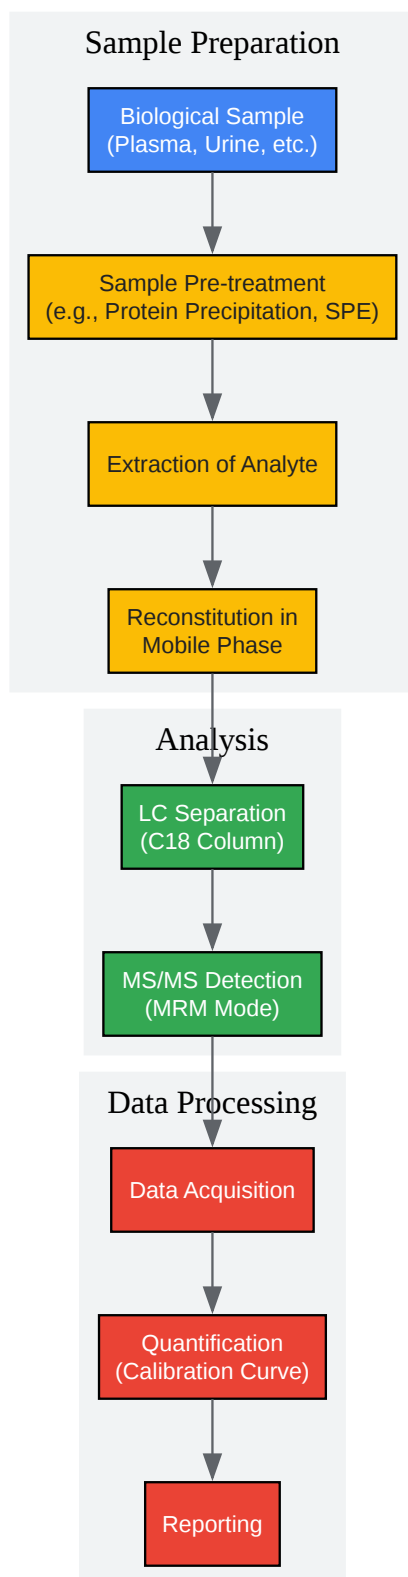 Sample Preparation
Biological Sample
(Plasma, Urine, etc.)
Sample Pre-treatment
(e.g., Protein Precipitation, SPE)
Extraction of Analyte
Reconstitution in
Mobile Phase
Analysis
LC Separation
(C18 Column)
MS/MS Detection
(MRM Mode)
Data Processing
Data Acquisition
Quantification
(Calibration Curve)
Reporting